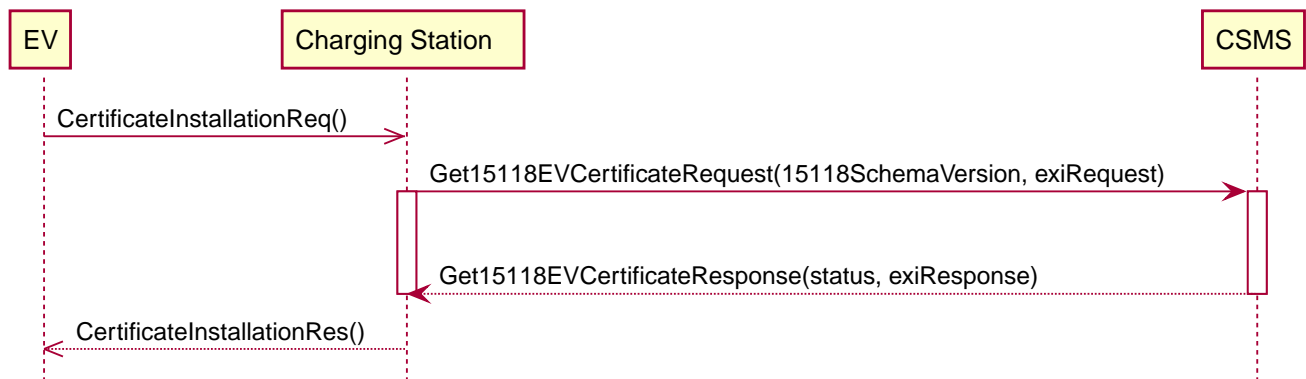 EV
Charging Station
CSMS
CertificateInstallationReq()
Get15118EVCertificateRequest(15118SchemaVersion, exiRequest)
Get15118EVCertificateResponse(status, exiResponse)
CertificateInstallationRes()